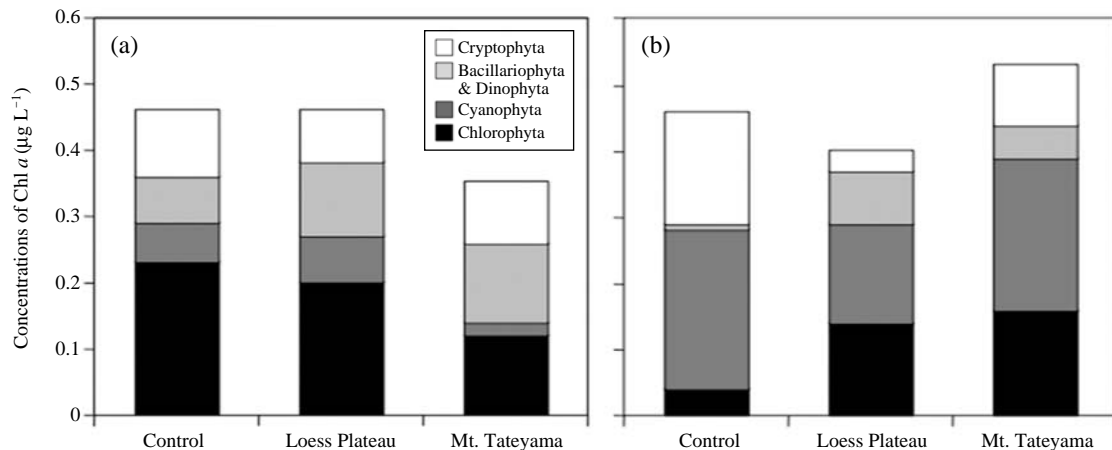 Concentrations of Chl a (µg L⁻¹)
0.6
0.5
0.4
0.3
0.2
0.1
0
(a)
Cryptophyta
Bacillariophyta
& Dinophyta
Cyanophyta
Chlorophyta
Control
Loess Plateau
Mt. Tateyama
(b)
Control
Loess Plateau
Mt. Tateyama